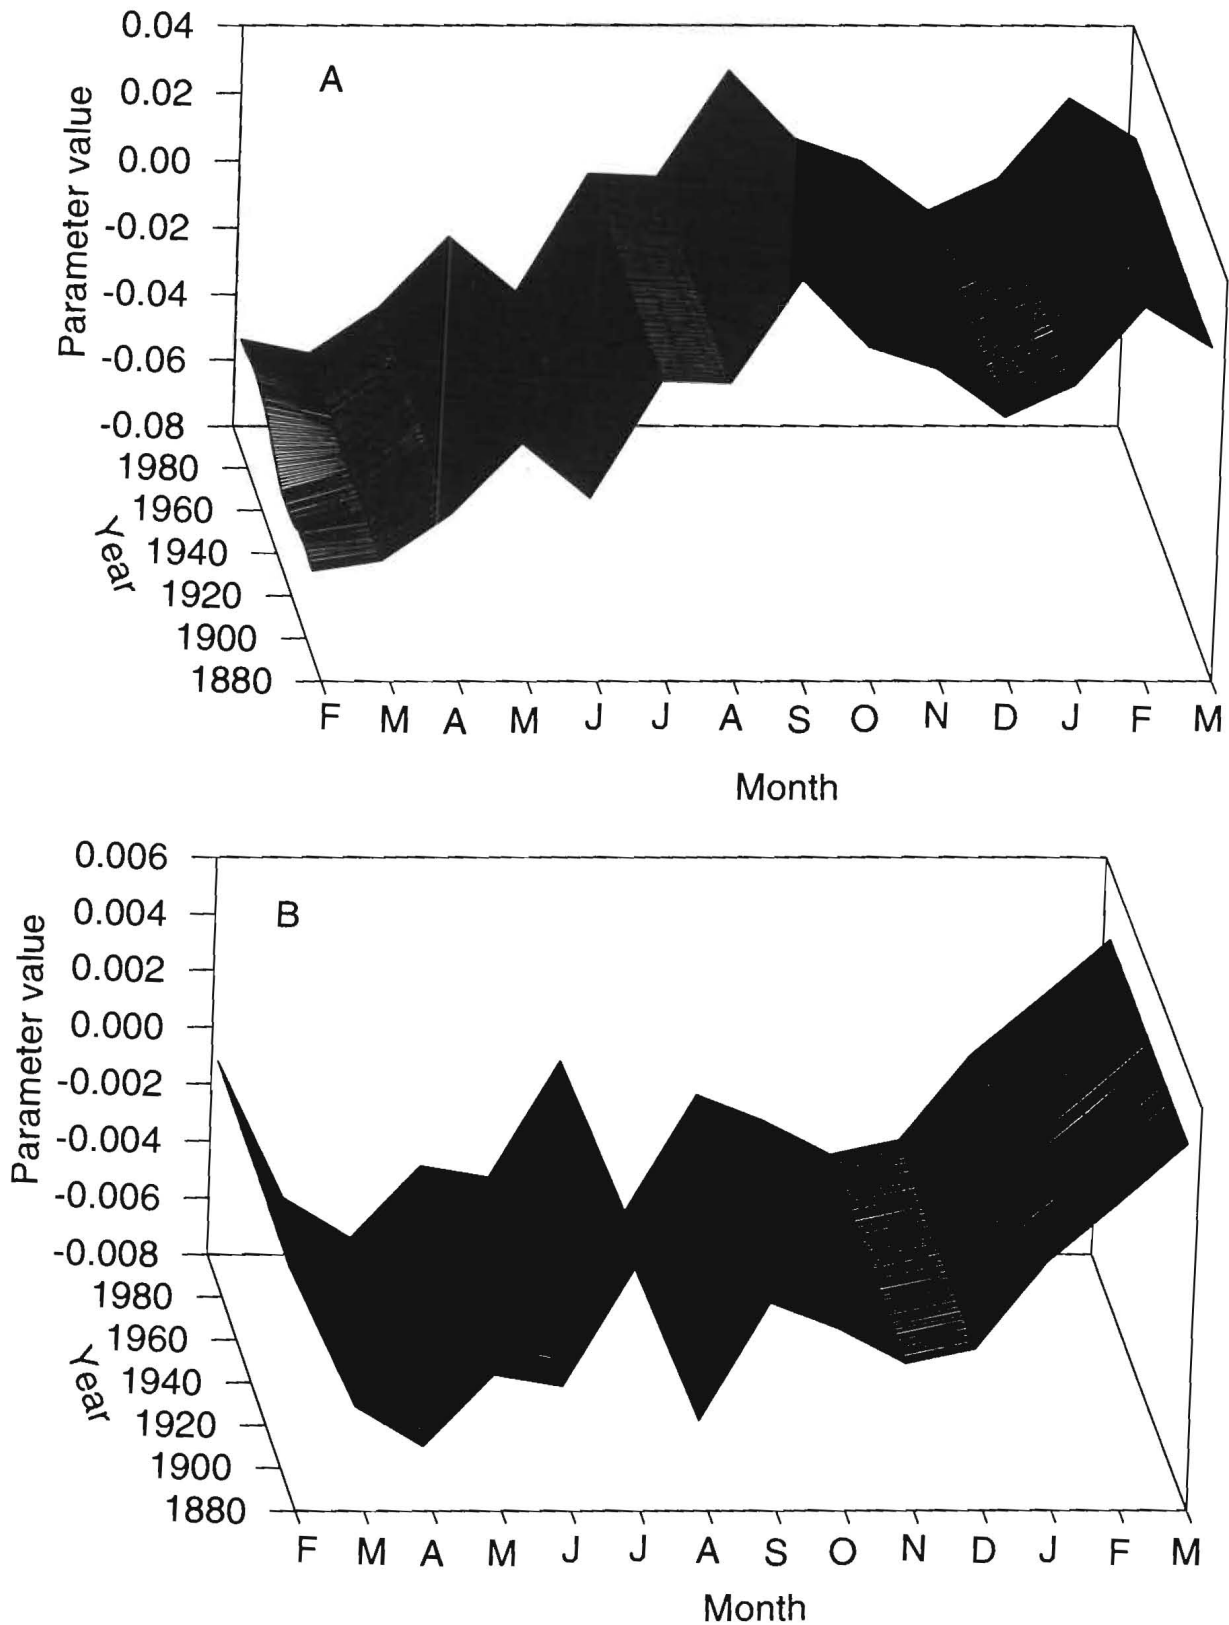 0.04
A
0.02
0.00
-0.02
-0.04
-0.06
-0.08
Parameter value
1980
1960
1940
1920
1900
1880
Year
F M A M J J A S O N D J F M
Month
0.006
B
0.004
0.002
0.000
-0.002
-0.004
-0.006
-0.008
Parameter value
1980
1960
1940
1920
1900
1880
Year
F M A M J J A S O N D J F M
Month